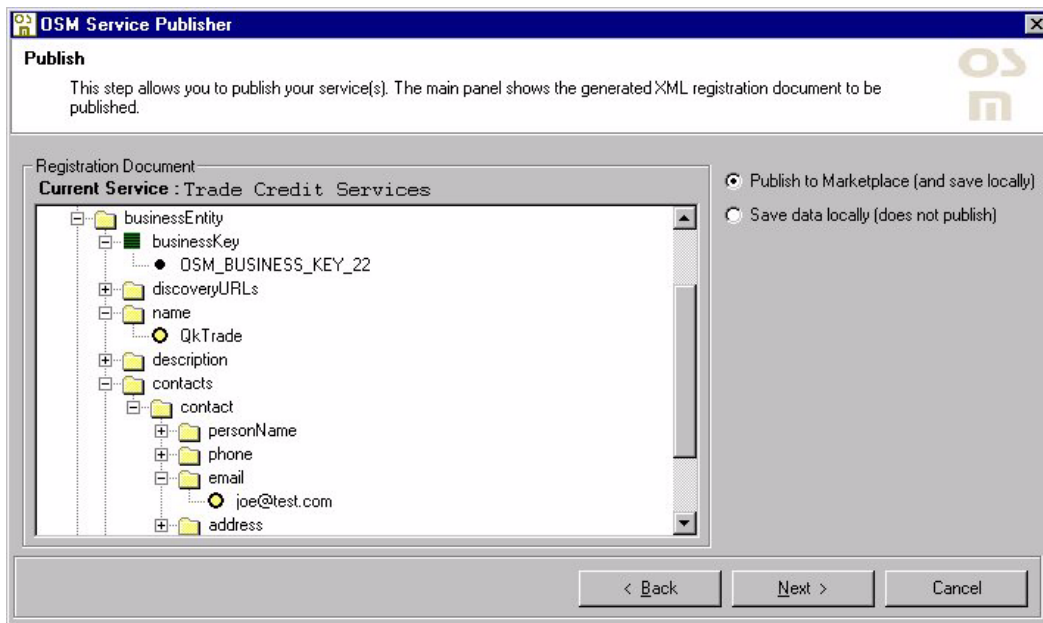 OSM Service Publisher
Publish
This step allows you to publish your service(s). The main panel shows the generated XML registration document to be
published.
OSM
Registration Document
Current Service : Trade Credit Services
businessEntity
businessKey
OSM_BUSINESS_KEY_22
discoveryURLs
name
QkTrade
description
contacts
contact
personName
phone
email
joe@test.com
address
Publish to Marketplace (and save locally)
Save data locally (does not publish)
< Back
Next >
Cancel